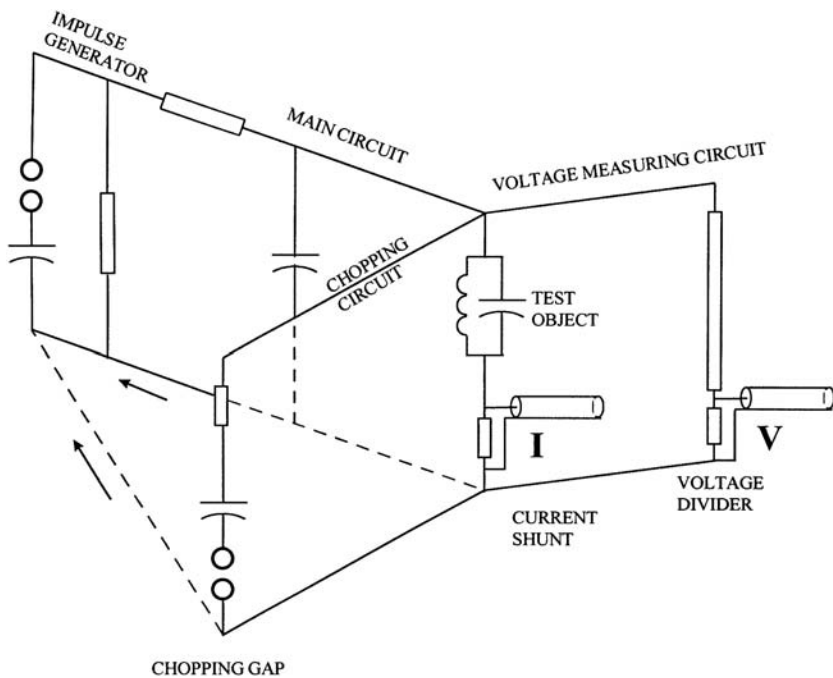 IMPULSE
GENERATOR
MAIN CIRCUIT
VOLTAGE MEASURING CIRCUIT
CHOPPING
CIRCUIT
TEST
OBJECT
I
V
VOLTAGE
DIVIDER
CURRENT
SHUNT
CHOPPING GAP